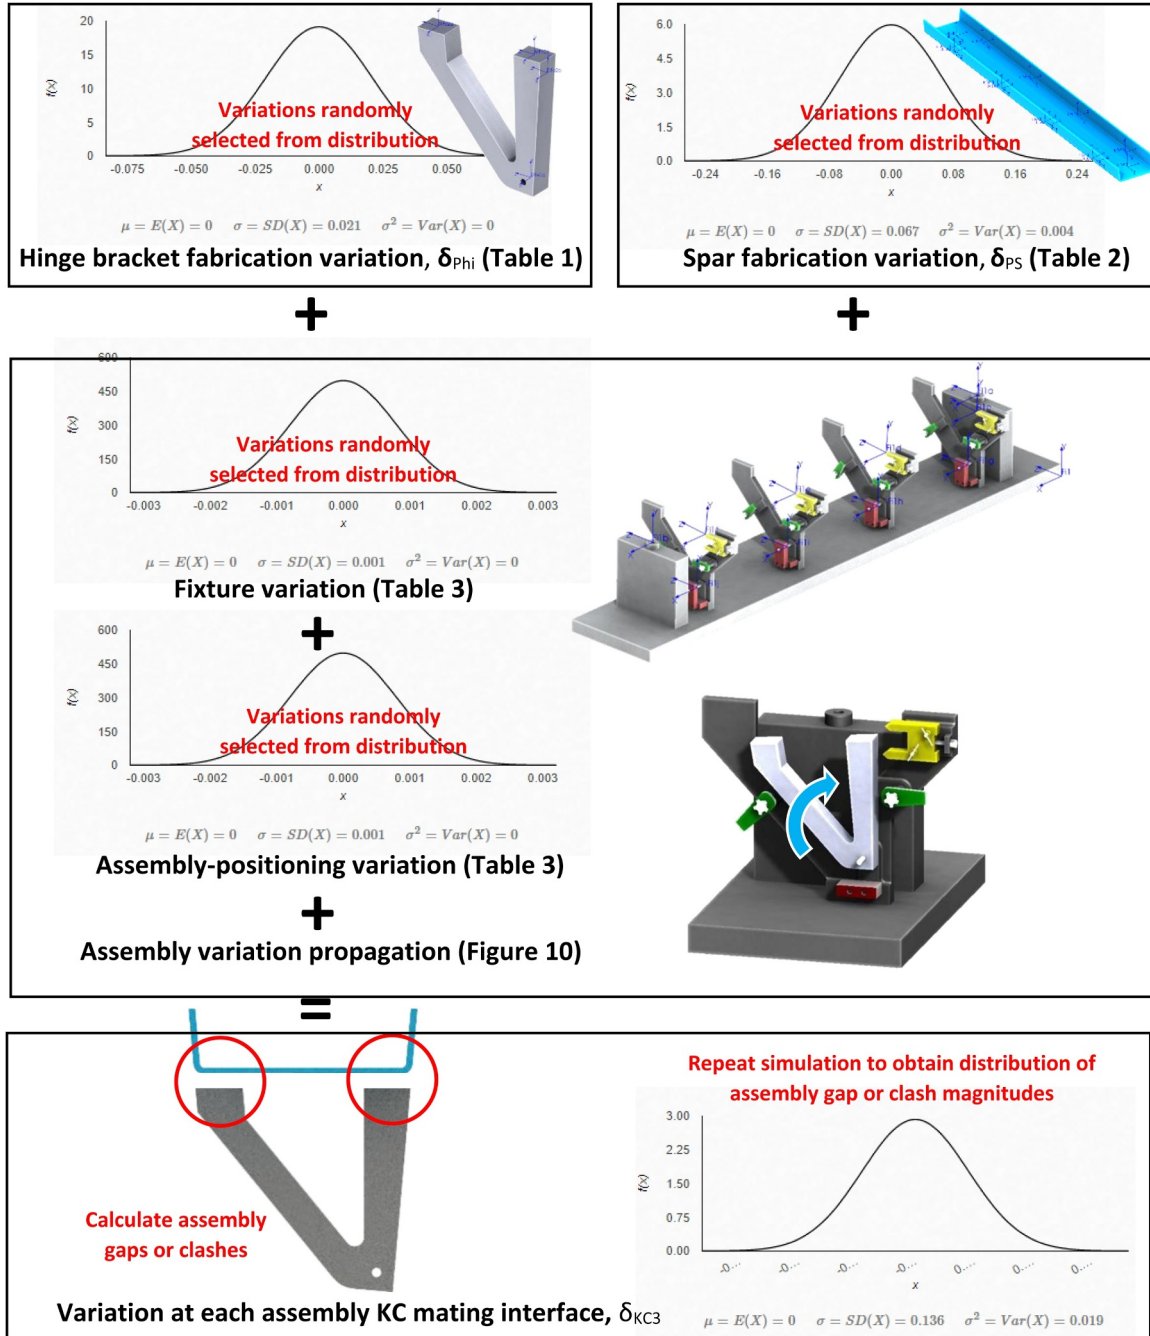 20
15
10
5
0
f(x)
-0.075
-0.050
-0.025
0.000
0.025
0.050
x
Variations randomly
selected from distribution
μ = E(X) = 0 σ = SD(X) = 0.021 σ² = Var(X) = 0
Hinge bracket fabrication variation, δPhi (Table 1)
6.0
4.5
3.0
1.5
0.0
f(x)
-0.24
-0.16
-0.08
0.00
0.08
0.16
0.24
x
Variations randomly
selected from distribution
μ = E(X) = 0 σ = SD(X) = 0.067 σ² = Var(X) = 0.004
Spar fabrication variation, δPS (Table 2)
+
+
600
450
300
150
0
f(x)
-0.003
-0.002
-0.001
0.000
0.001
0.002
0.003
x
Variations randomly
selected from distribution
μ = E(X) = 0 σ = SD(X) = 0.001 σ² = Var(X) = 0
Fixture variation (Table 3)
+
600
450
300
150
0
f(x)
-0.003
-0.002
-0.001
0.000
0.001
0.002
0.003
x
Variations randomly
selected from distribution
μ = E(X) = 0 σ = SD(X) = 0.001 σ² = Var(X) = 0
Assembly-positioning variation (Table 3)
+
Assembly variation propagation (Figure 10)
=
Calculate assembly
gaps or clashes
Repeat simulation to obtain distribution of
assembly gap or clash magnitudes
3.00
2.25
1.50
0.75
0.00
f(x)
-0...
-0...
-0...
-0...
0....
0....
0....
x
μ = E(X) = 0 σ = SD(X) = 0.136 σ² = Var(X) = 0.019
Variation at each assembly KC mating interface, δKC3